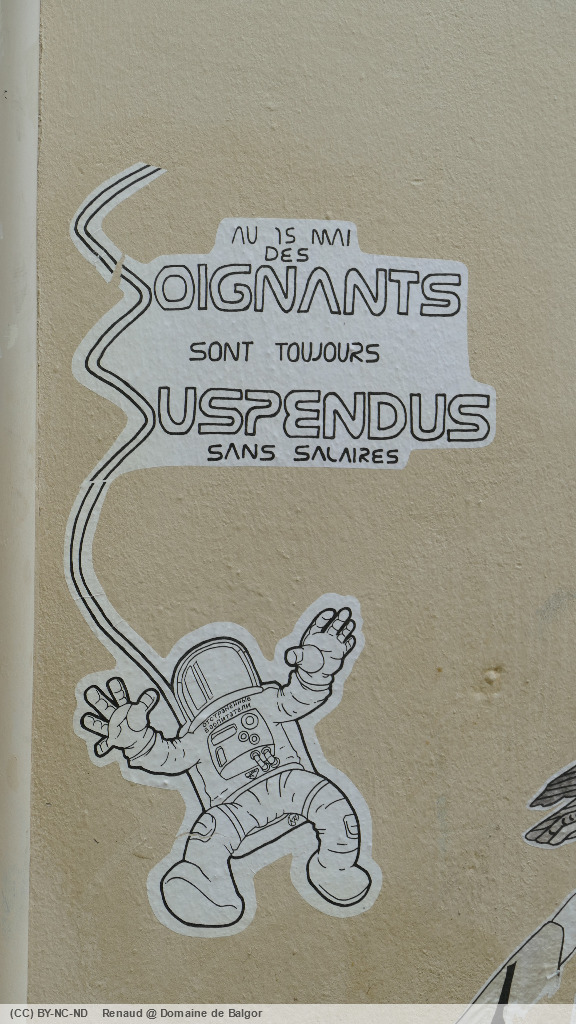 AU 15 MAI
DES
SOIGNANTS
SONT TOUJOURS
SUSPENDUS
SANS SALAIRES
(CC) BY-NC-ND Renaud @ Domaine de Balgor